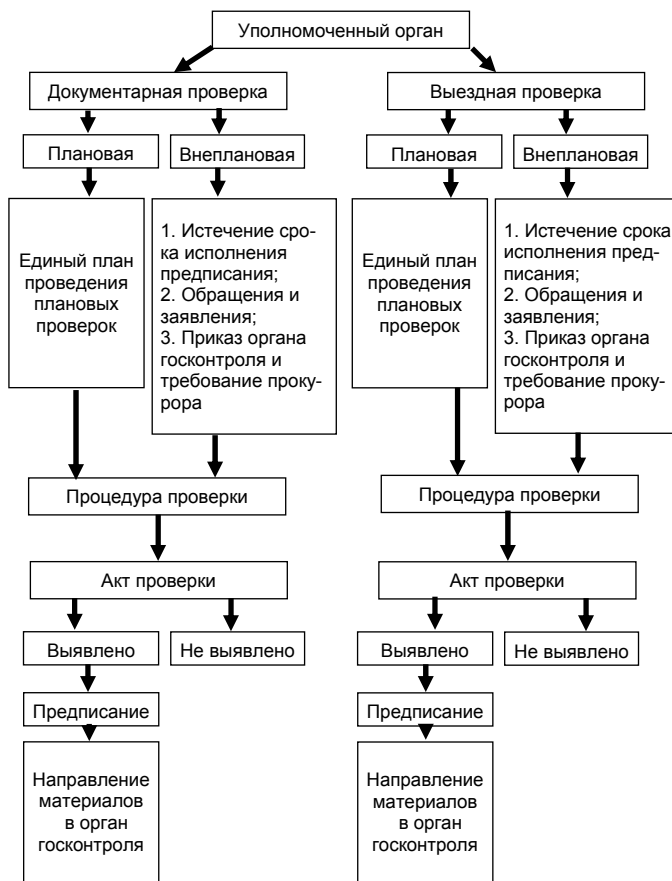 Уполномоченный орган
Документарная проверка
Выездная проверка
Плановая
Внеплановая
Плановая
Внеплановая
Единый план
проведения
плановых
проверок
1. Истечение сро-
ка исполнения
предписания;
2. Обращения и
заявления;
3. Приказ органа
госконтроля и
требование проку-
рора
Единый план
проведения
плановых
проверок
1. Истечение срока
исполнения пред-
писания;
2. Обращения и
заявления;
3. Приказ органа
госконтроля и
требование проку-
рора
Процедура проверки
Процедура проверки
Акт проверки
Акт проверки
Выявлено
Не выявлено
Выявлено
Не выявлено
Предписание
Предписание
Направление
материалов
в орган
госконтроля
Направление
материалов
в орган
госконтроля